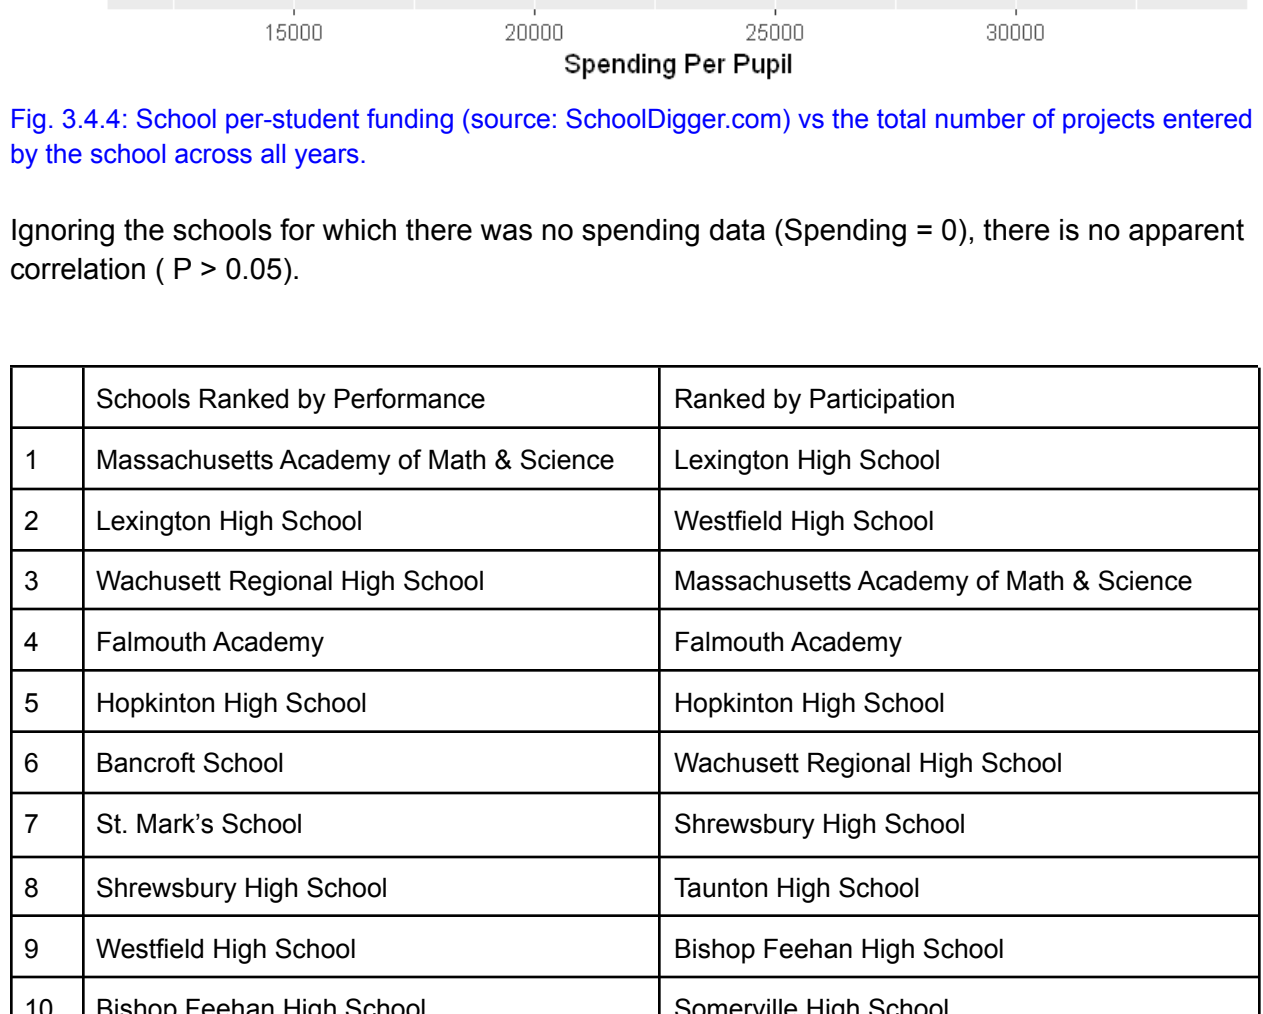 15000 20000 25000 30000
Spending Per Pupil
Fig. 3.4.4: School per-student funding (source: SchoolDigger.com) vs the total number of projects entered
by the school across all years.
Ignoring the schools for which there was no spending data (Spending = 0), there is no apparent
correlation ( P > 0.05).
Schools Ranked by Performance Ranked by Participation
1 Massachusetts Academy of Math & Science Lexington High School
2 Lexington High School Westfield High School
3 Wachusett Regional High School Massachusetts Academy of Math & Science
4 Falmouth Academy Falmouth Academy
5 Hopkinton High School Hopkinton High School
6 Bancroft School Wachusett Regional High School
7 St. Mark’s School Shrewsbury High School
8 Shrewsbury High School Taunton High School
9 Westfield High School Bishop Feehan High School
10 Bishop Feehan High School Somerville High School